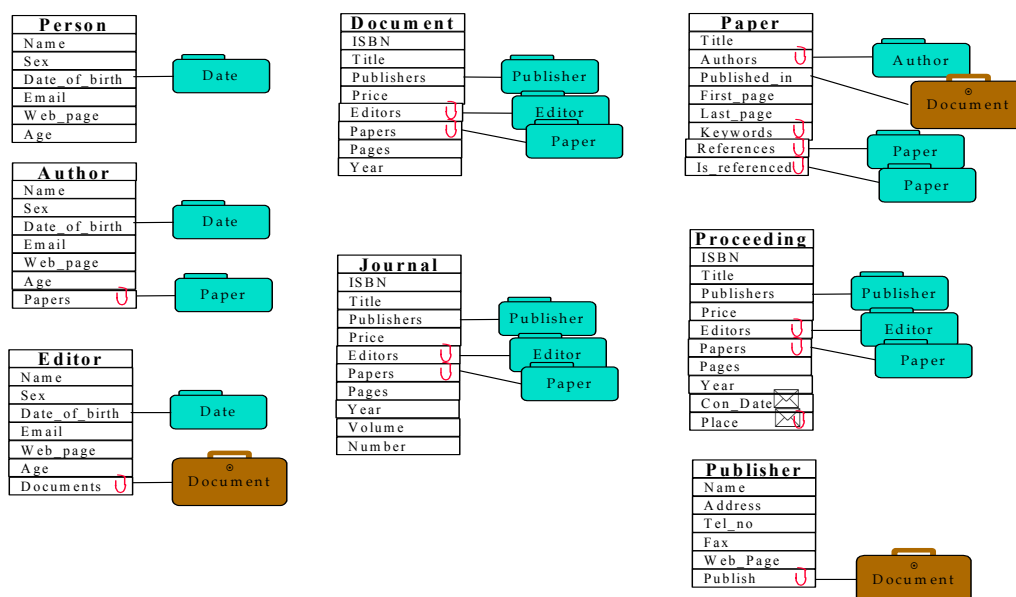 Person
Name
Sex
Date_of_birth
Date
Email
Web_page
Age
Author
Name
Sex
Date_of_birth
Date
Email
Web_page
Age
Papers
Paper
Editor
Name
Sex
Date_of_birth
Date
Email
Web_page
Age
Documents
Document
Document
ISBN
Title
Publishers
Publisher
Price
Editors
Editor
Papers
Paper
Pages
Year
Journal
ISBN
Title
Publishers
Publisher
Price
Editors
Editor
Papers
Paper
Pages
Year
Volume
Number
Paper
Title
Authors
Author
Published_in
Document
First_page
Last_page
Keywords
References
Paper
Is_referenced
Paper
Proceeding
ISBN
Title
Publishers
Publisher
Price
Editors
Editor
Papers
Paper
Pages
Year
Con_Date
Place
Publisher
Name
Address
Tel_no
Fax
Web_Page
Publish
Document